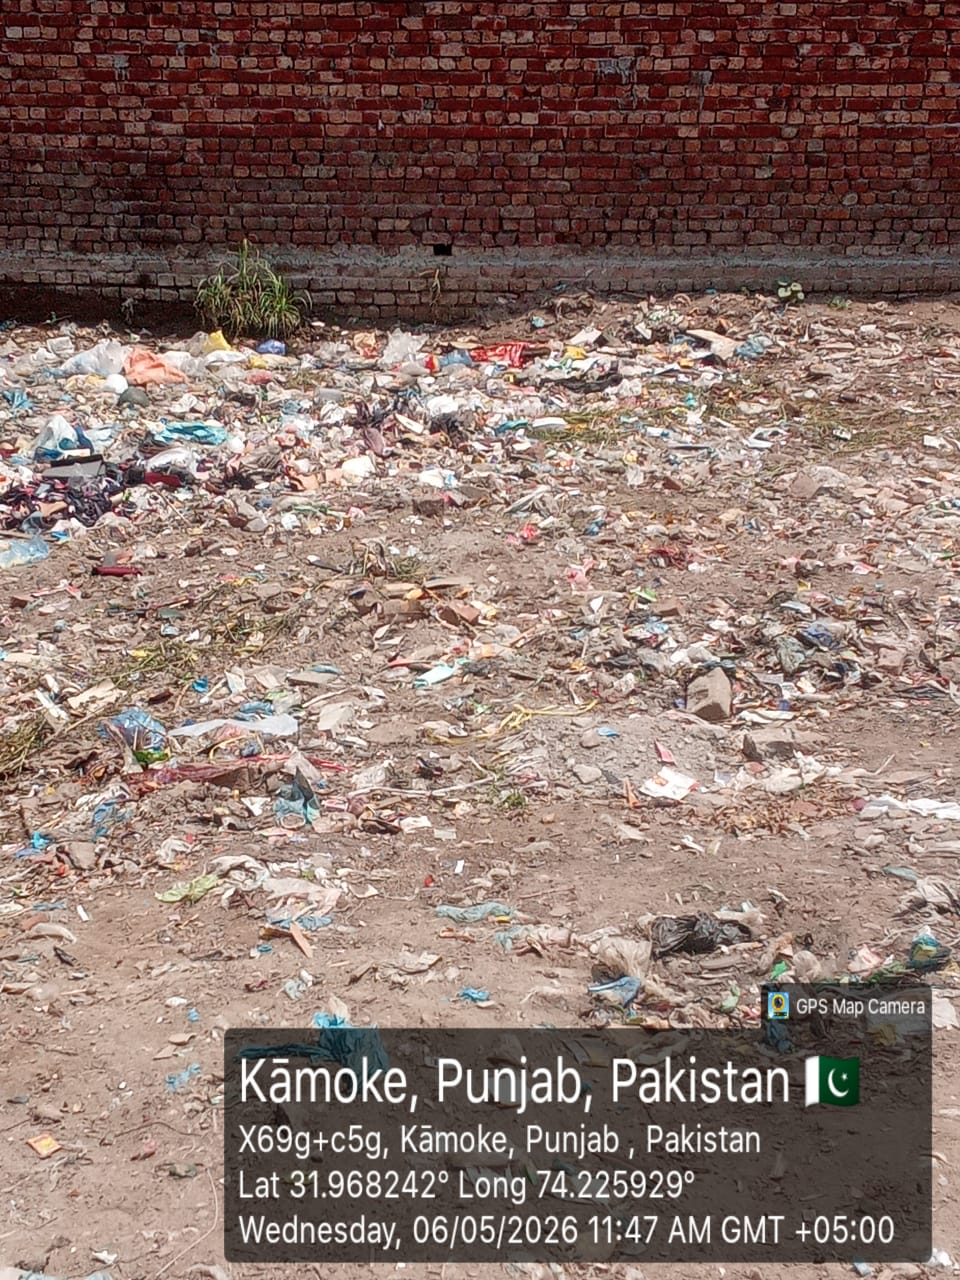 GPS Map Camera
Kāmoke, Punjab, Pakistan 🇵🇰
X69g+c5g, Kāmoke, Punjab , Pakistan
Lat 31.968242° Long 74.225929°
Wednesday, 06/05/2026 11:47 AM GMT +05:00